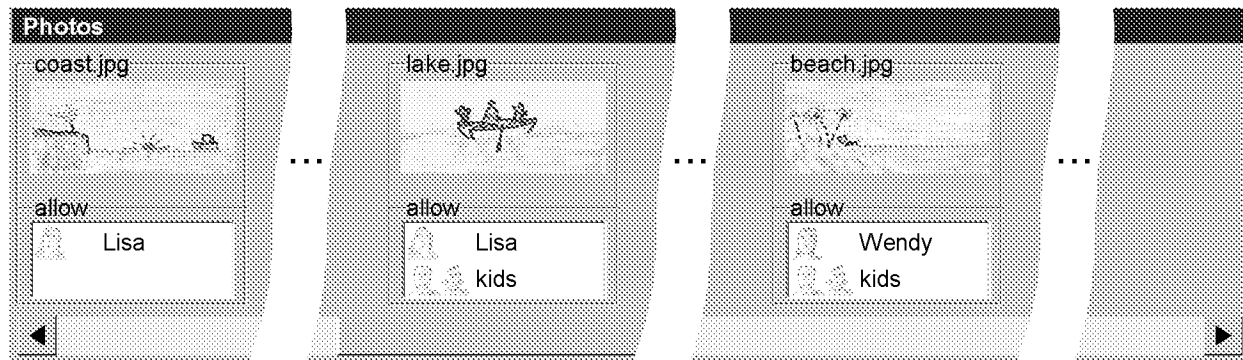 Photos
coast.jpg
lake.jpg
beach.jpg
...
...
...
allow
allow
allow
Lisa
Lisa
Wendy
kids
kids